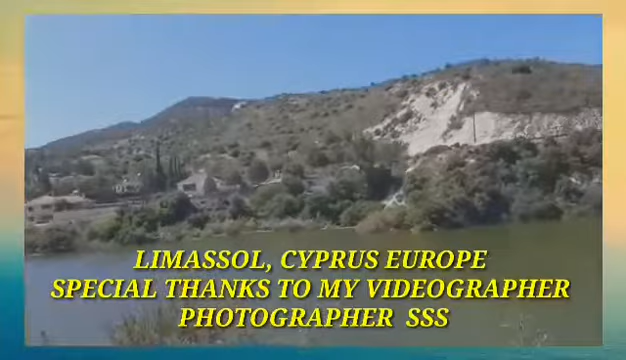 LIMASSOL, CYPRUS EUROPE
SPECIAL THANKS TO MY VIDEOGRAPHER
PHOTOGRAPHER SSS